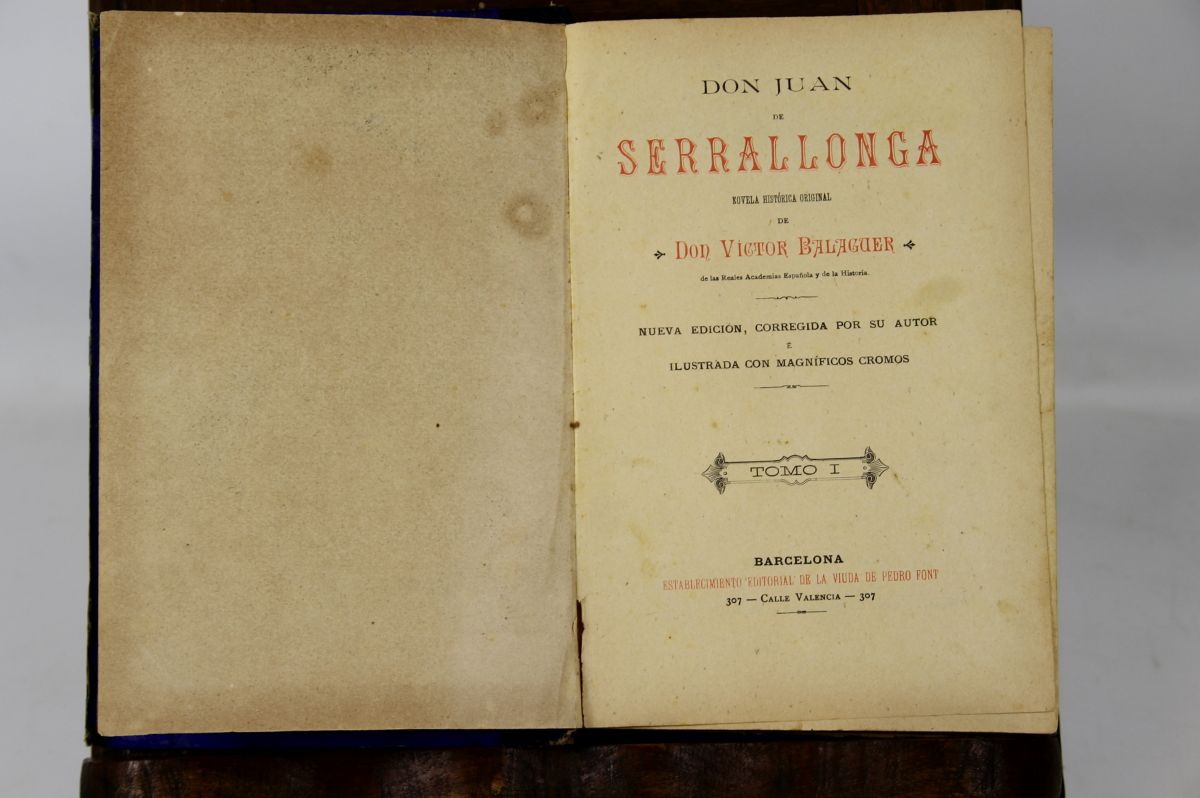 DON JUAN
DE
SERRALLONGA
NOVELA HISTÓRICA ORIGINAL
DE
DON VÍCTOR BALAGUER
de las Reales Academias Española y de la Historia.
NUEVA EDICIÓN, CORREGIDA POR SU AUTOR
É
ILUSTRADA CON MAGNÍFICOS CROMOS
TOMO I
BARCELONA
ESTABLECIMIENTO EDITORIAL DE LA VIUDA DE PEDRO FONT
307 — CALLE VALENCIA — 307